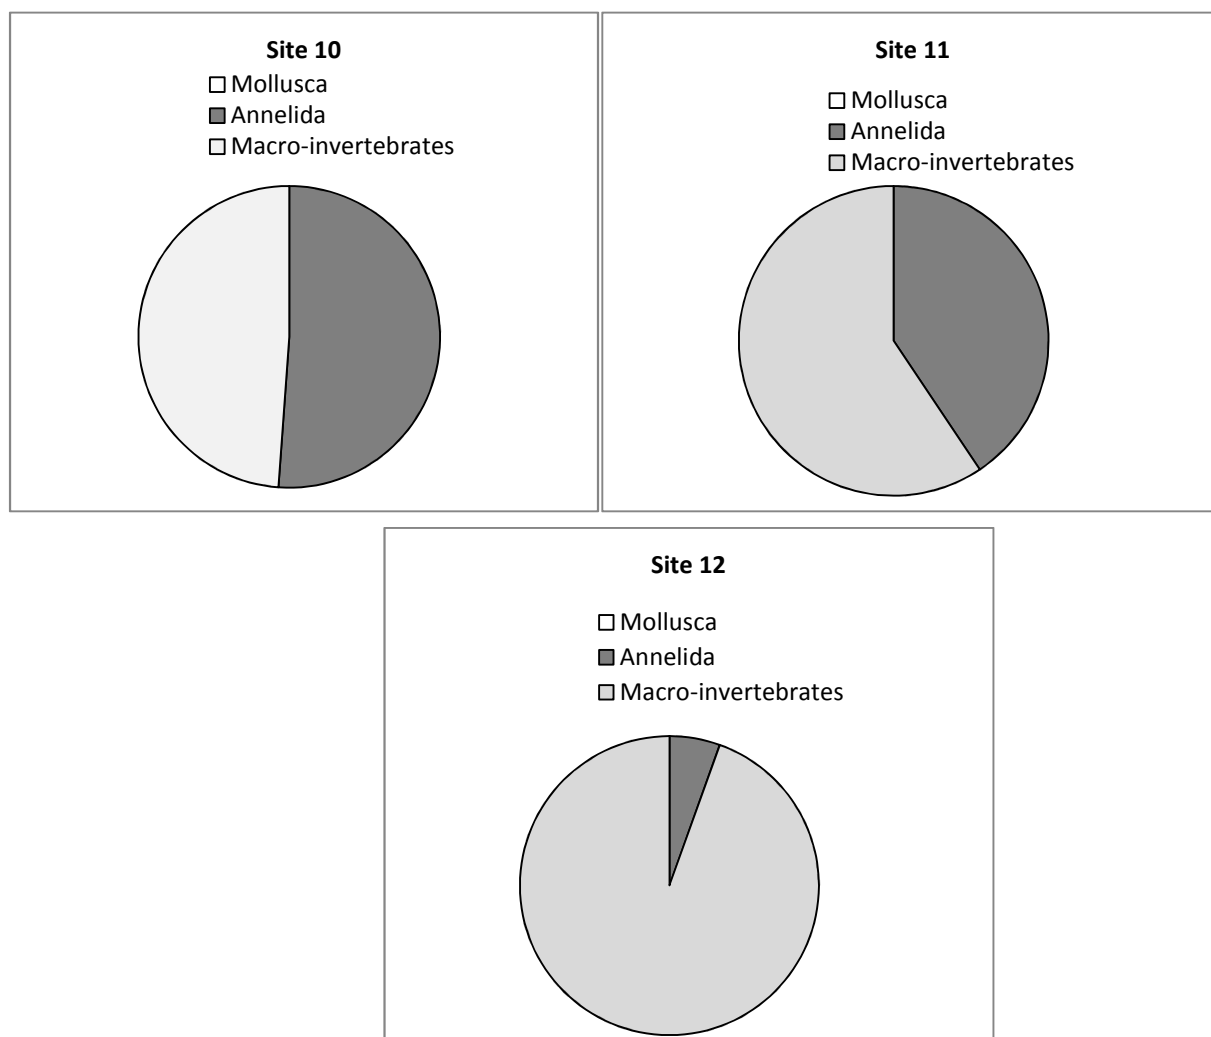 Site 10
Mollusca
Annelida
Macro-invertebrates
Site 11
Mollusca
Annelida
Macro-invertebrates
Site 12
Mollusca
Annelida
Macro-invertebrates